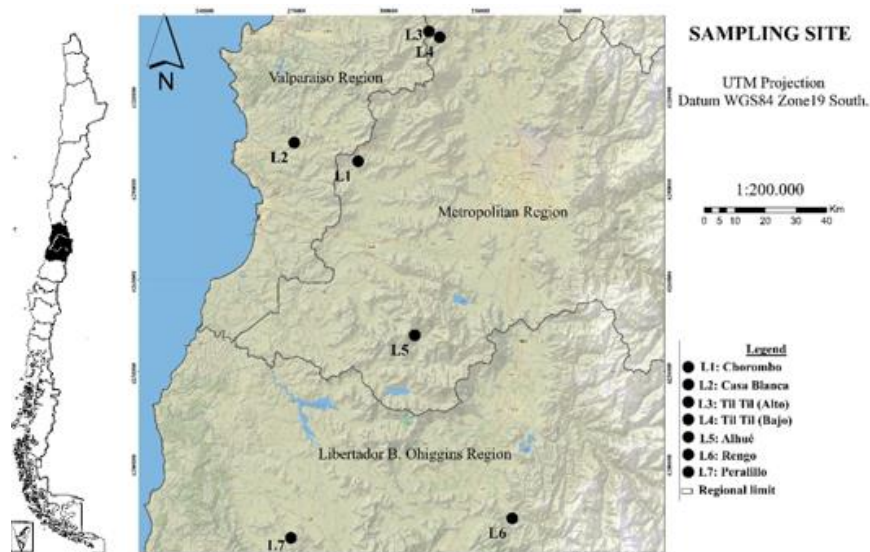 SAMPLING SITE
UTM Projection
Datum WGS84 Zone19 South.
1:200.000
0 2 5 10 20 30 40 Km
Legend
L1: Chorombo
L2: Casa Blanca
L3: Til Til (Alto)
L4: Til Til (Bajo)
L5: Alhué
L6: Rengo
L7: Peralillo
Regional limit
N
Valparaiso Region
L3
L4
L2
L1
Metropolitan Region
L5
Libertador B. Ohiggins Region
L6
L7